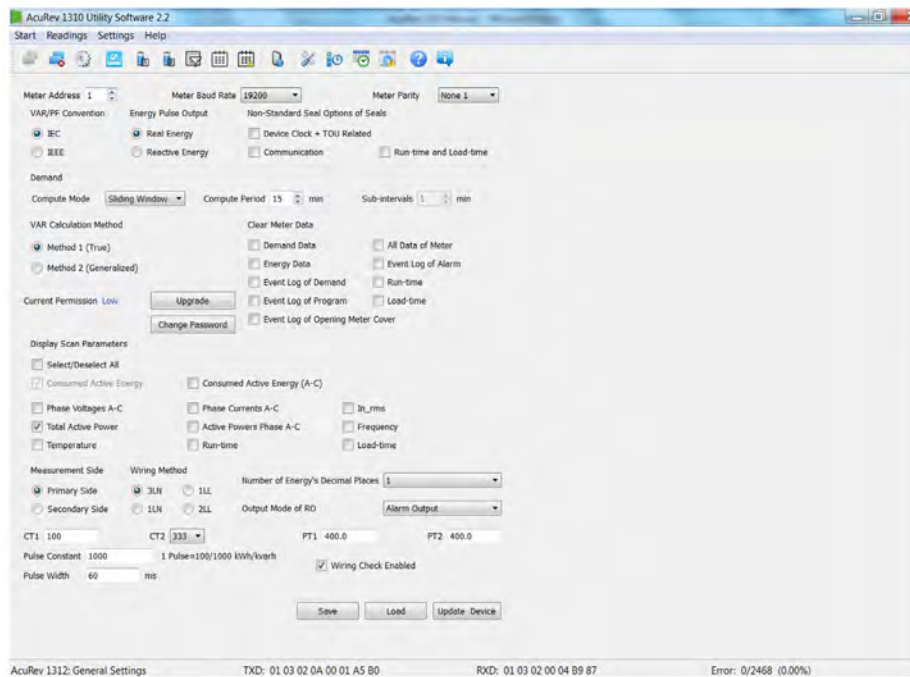 AcuRev 1310 Utility Software 2.2
Start Readings Settings Help
Meter Address 1 Meter Baud Rate 19200 Meter Parity None 1
VAR/PF Convention Energy Pulse Output Non-Standard Seal Options of Seals
IEC Real Energy Device Clock + TOU Related
IEEE Reactive Energy Communication Run-time and Load-time
Demand
Compute Mode Sliding Window Compute Period 15 min Sub-intervals 1 min
VAR Calculation Method Clear Meter Data
Method 1 (True) Demand Data All Data of Meter
Method 2 (Generalized) Energy Data Event Log of Alarm
Event Log of Demand Run-time
Current Permission Low Upgrade Event Log of Program Load-time
Change Password Event Log of Opening Meter Cover
Display Scan Parameters
Select/Deselect All
Consumed Active Energy Consumed Active Energy (A-C)
Phase Voltages A-C Phase Currents A-C In_rms
Total Active Power Active Powers Phase A-C Frequency
Temperature Run-time Load-time
Measurement Side Wiring Method Number of Energy's Decimal Places 1
Primary Side 3LN 1LL
Secondary Side 1LN 2LL Output Mode of RO Alarm Output
CT1 100 CT2 333 PT1 400.0 PT2 400.0
Pulse Constant 1000 1 Pulse=100/1000 kWh/kvarh
Wiring Check Enabled
Pulse Width 60 ms
Save Load Update Device
AcuRev 1312: General Settings TXD: 01 03 02 0A 00 01 A5 B0 RXD: 01 03 02 00 04 B9 87 Error: 0/2468 (0.00%)